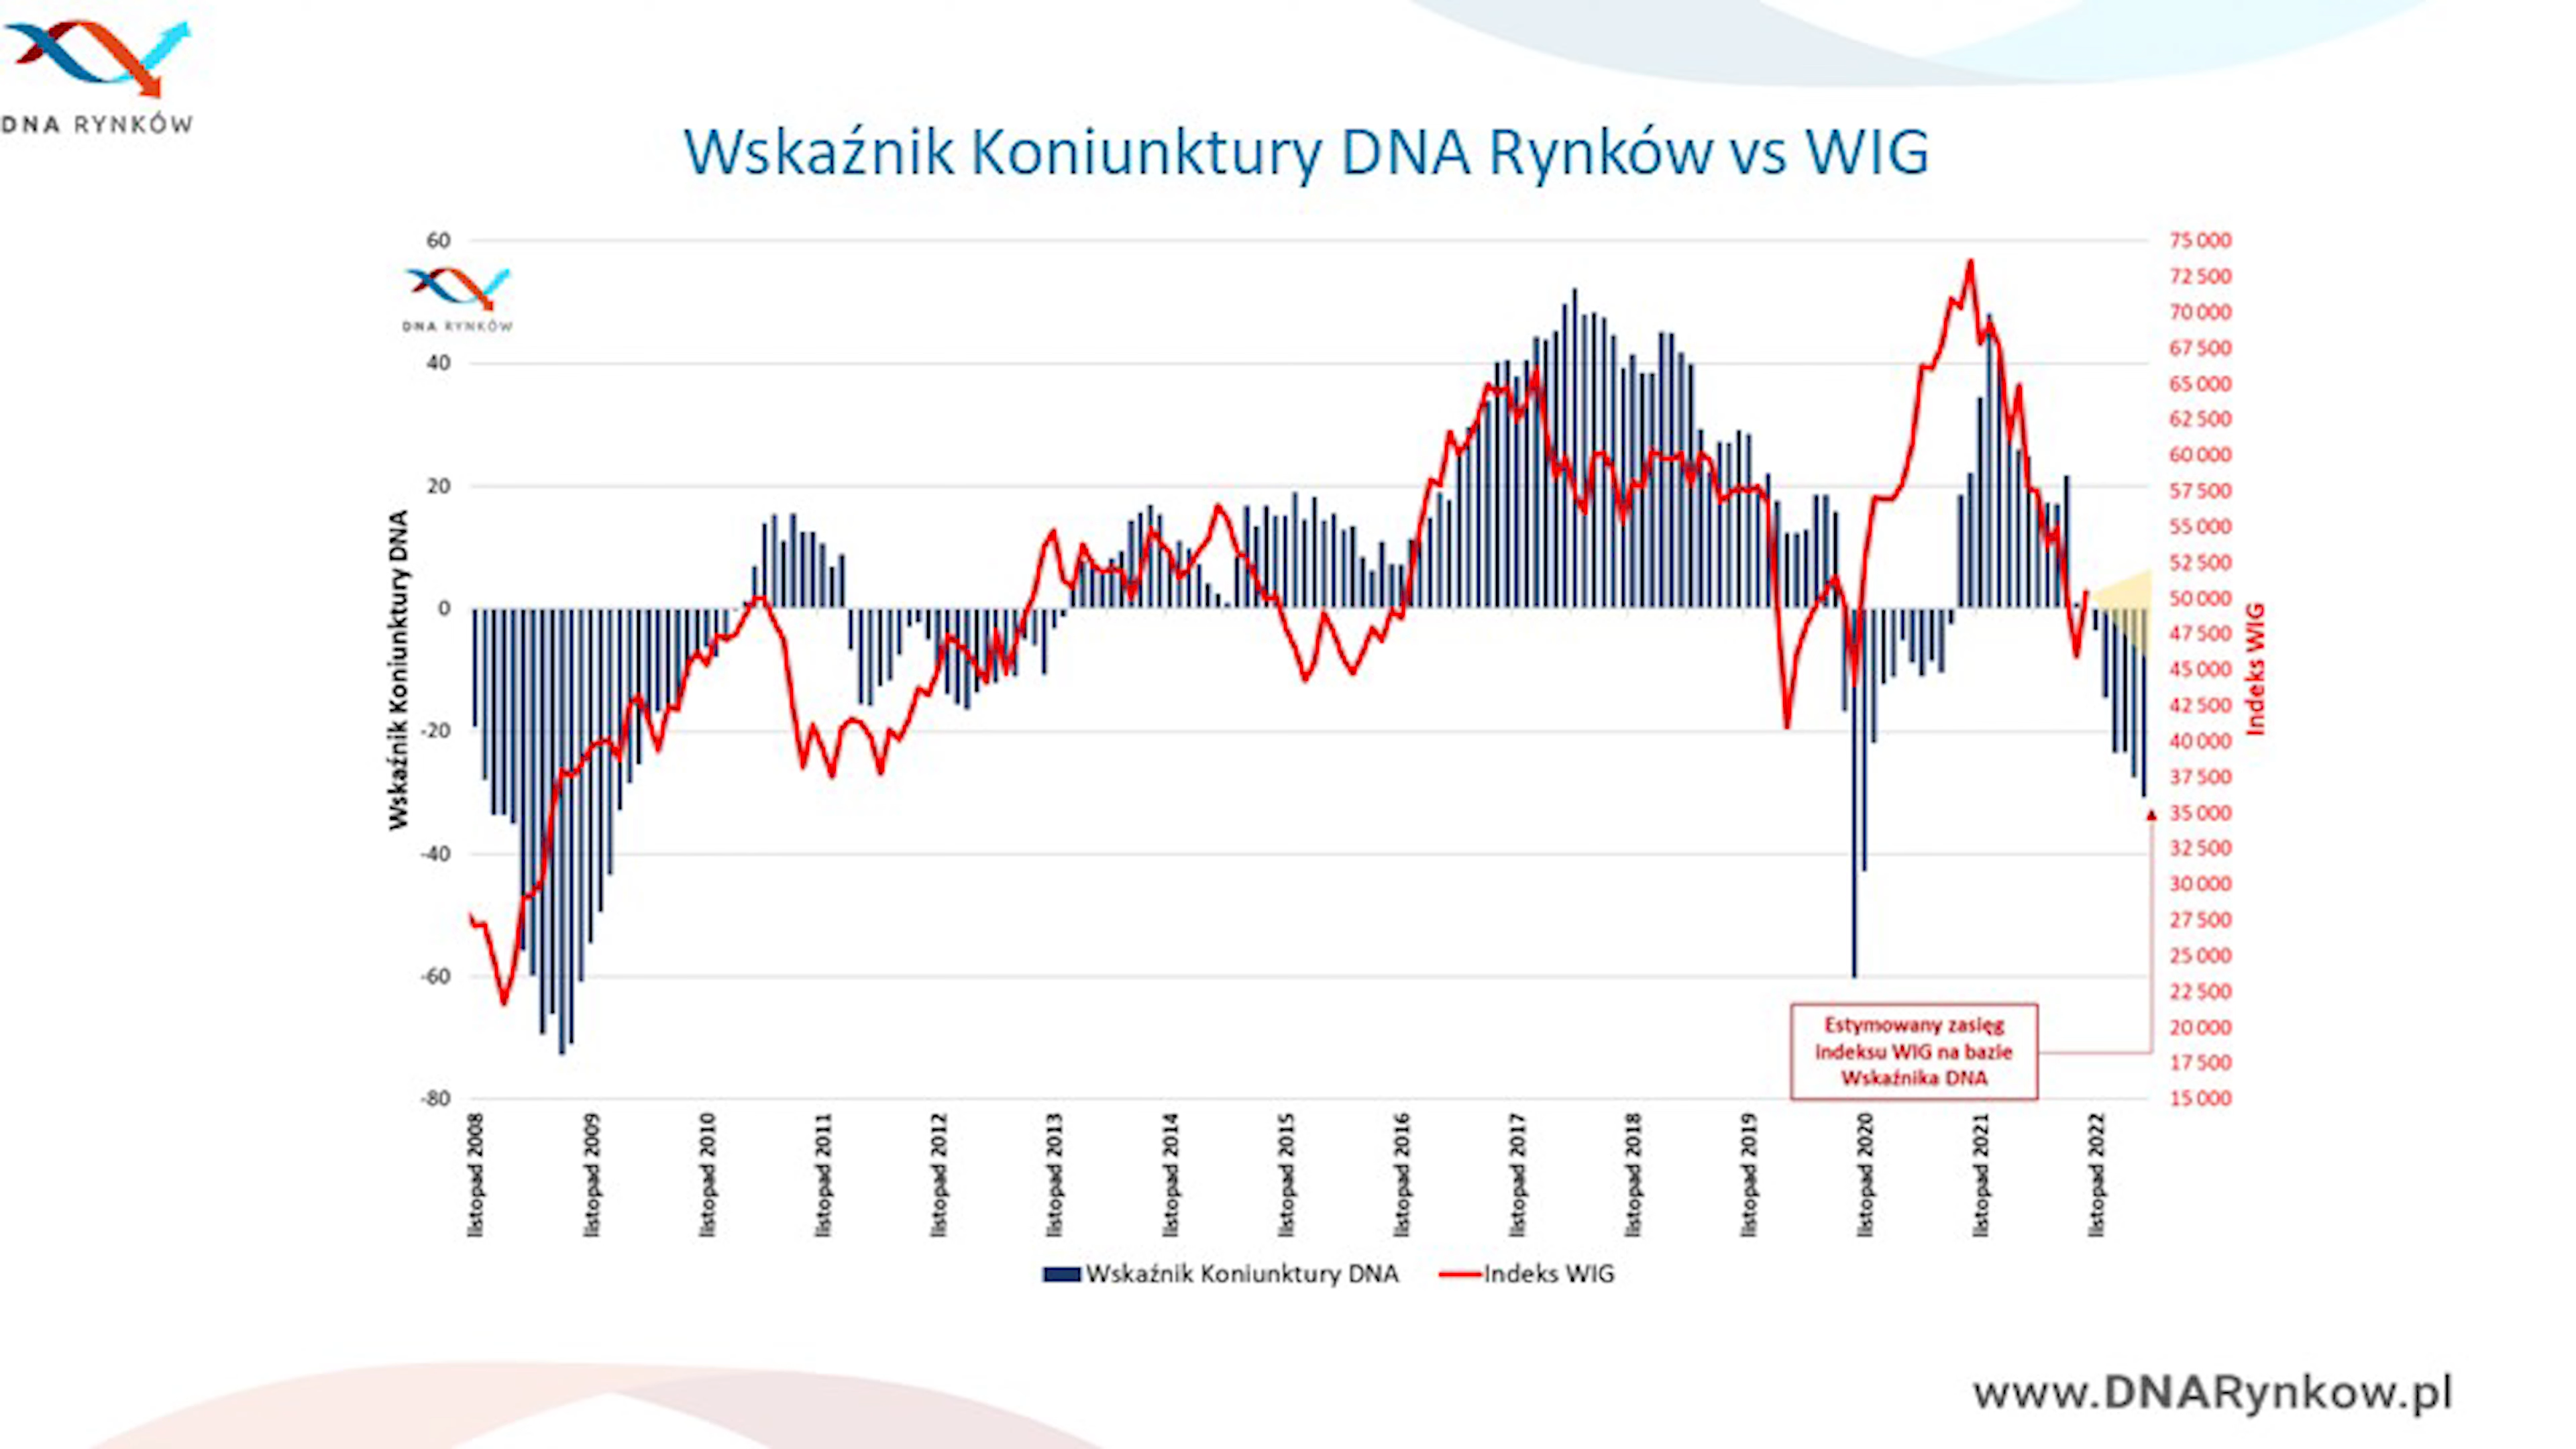 DNA RYNKÓW
Wskaźnik Koniunktury DNA Rynków vs WIG
DNA RYNKÓW
Wskaźnik Koniunktury DNA
60
40
20
0
-20
-40
-60
-80
75 000
72 500
70 000
67 500
65 000
62 500
60 000
57 500
55 000
52 500
50 000
47 500
45 000
42 500
40 000
37 500
35 000
32 500
30 000
27 500
25 000
22 500
20 000
17 500
15 000
Indeks WIG
Estymowany zasięg
indeksu WIG na bazie
Wskaźnika DNA
listopad 2008
listopad 2009
listopad 2010
listopad 2011
listopad 2012
listopad 2013
listopad 2014
listopad 2015
listopad 2016
listopad 2017
listopad 2018
listopad 2019
listopad 2020
listopad 2021
listopad 2022
Wskaźnik Koniunktury DNA
Indeks WIG
www.DNARynkow.pl